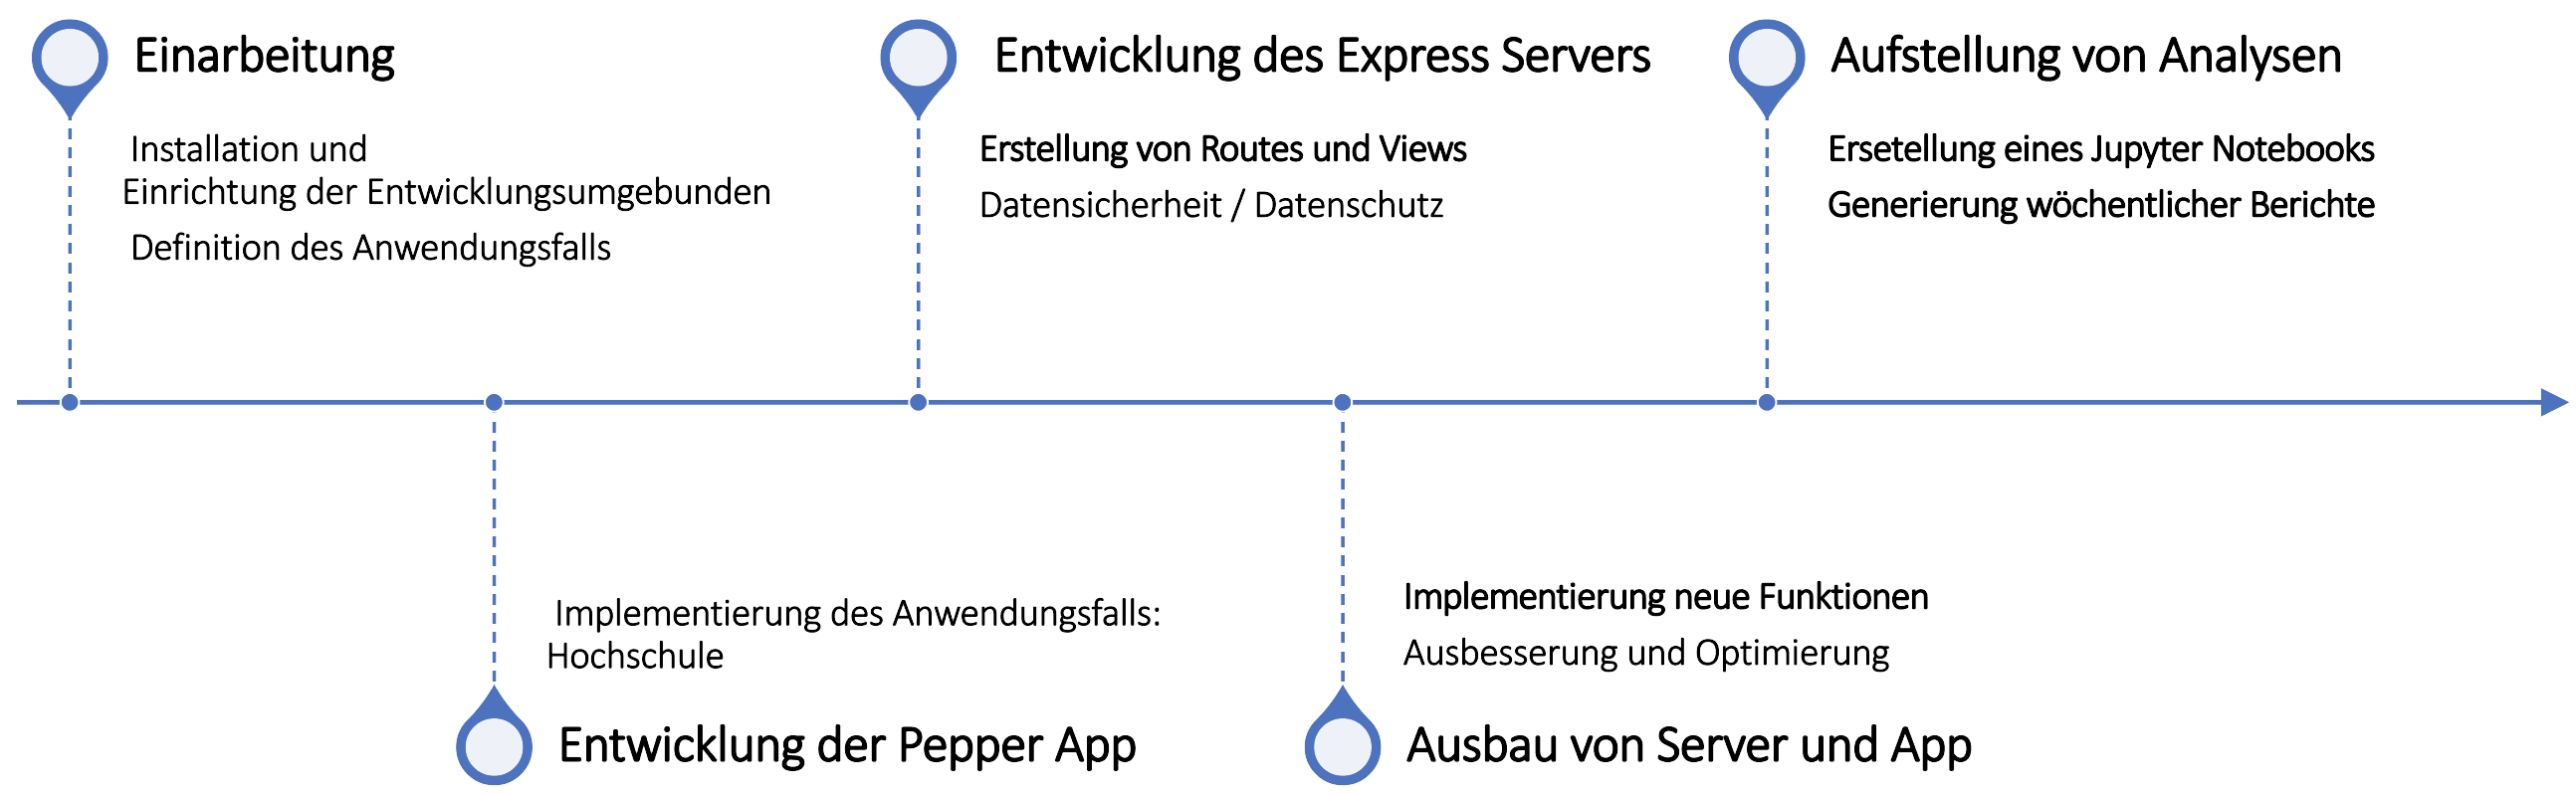 Einarbeitung
Installation und
Einrichtung der Entwicklungsumgebunden
Definition des Anwendungsfalls
Implementierung des Anwendungsfalls:
Hochschule
Entwicklung der Pepper App
Entwicklung des Express Servers
Erstellung von Routes und Views
Datensicherheit / Datenschutz
Implementierung neue Funktionen
Ausbesserung und Optimierung
Ausbau von Server und App
Aufstellung von Analysen
Ersetellung eines Jupyter Notebooks
Generierung wöchentlicher Berichte